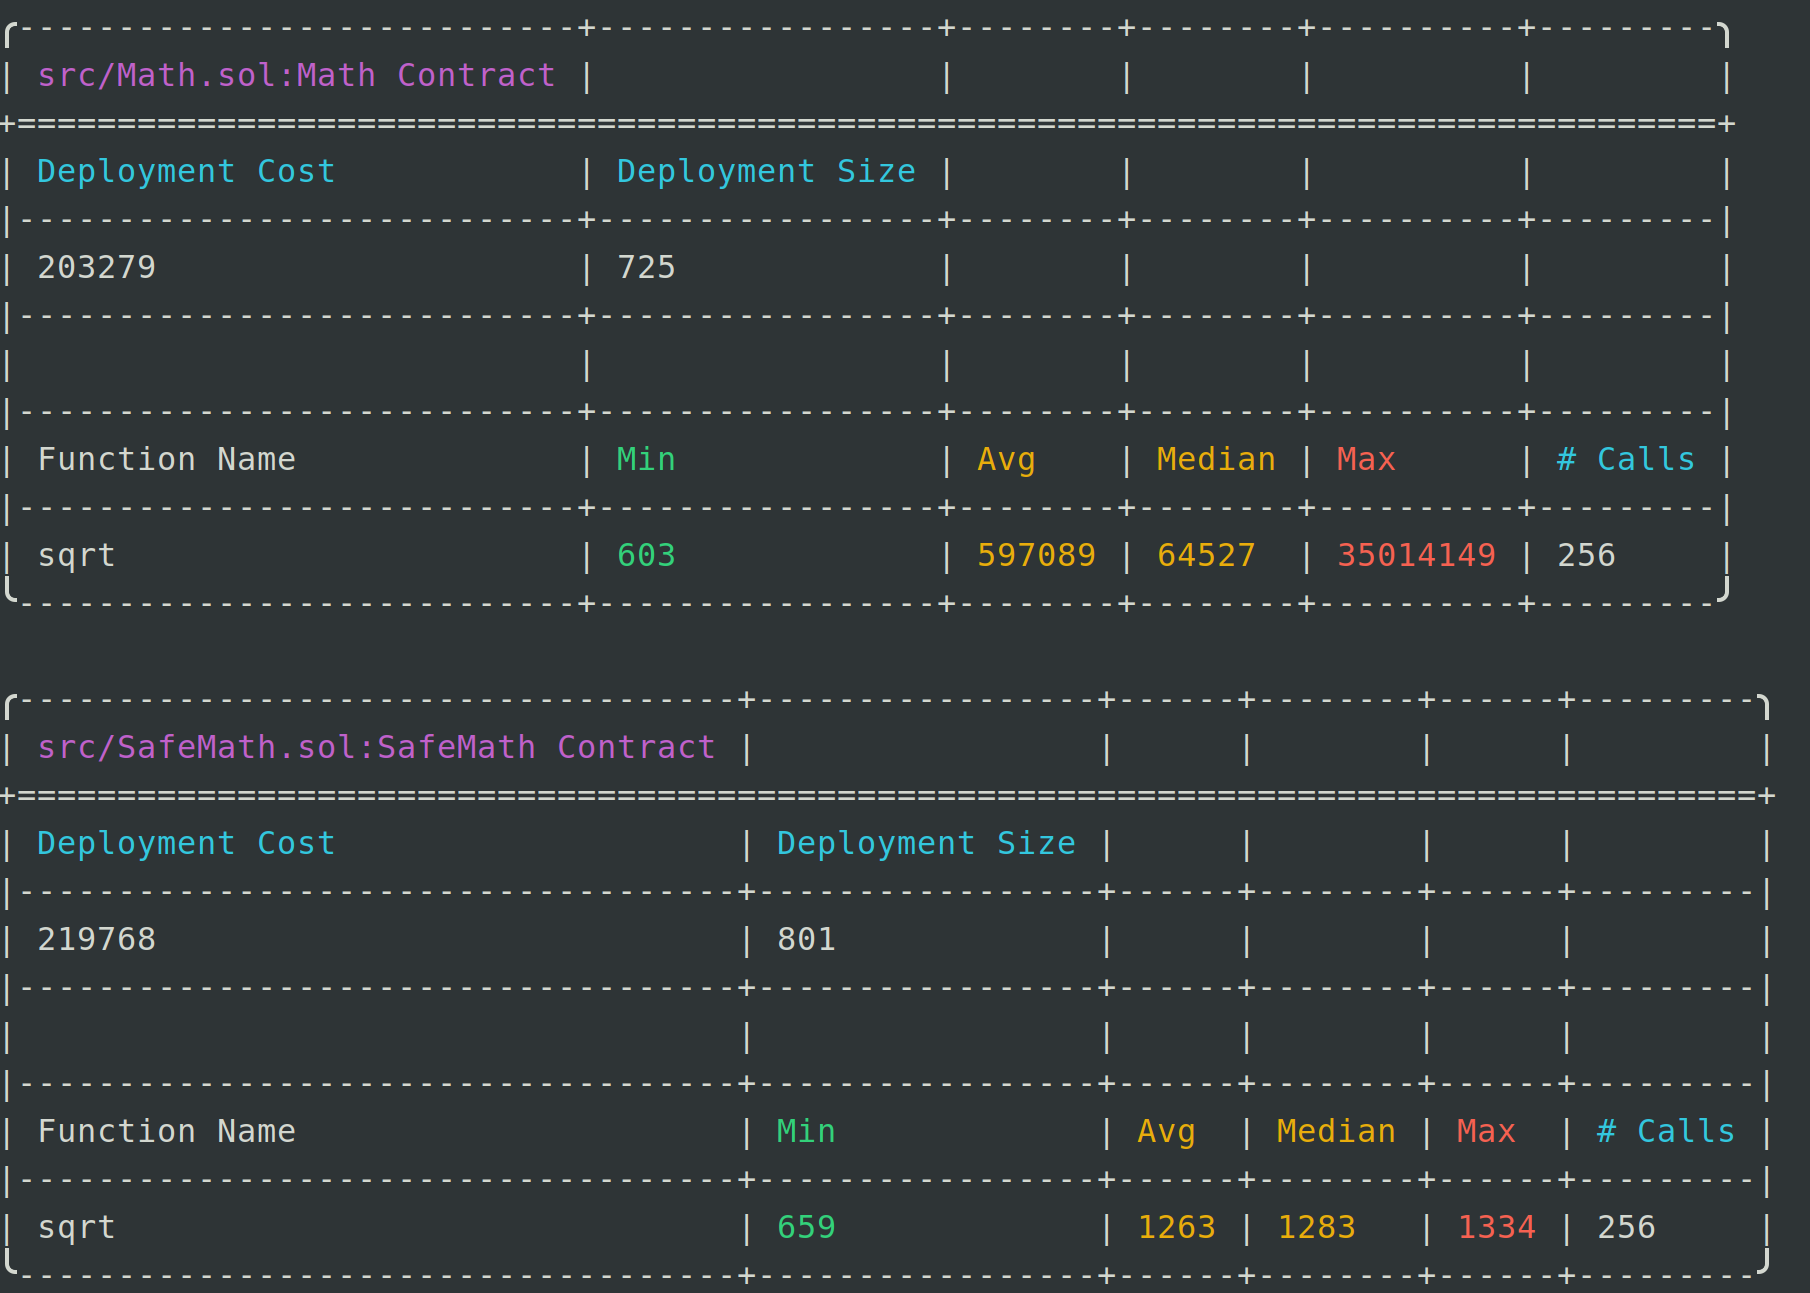 src/Math.sol:Math Contract
Deployment Cost | Deployment Size
203279 | 725
Function Name | Min | Avg | Median | Max | # Calls
sqrt | 603 | 597089 | 64527 | 35014149 | 256
src/SafeMath.sol:SafeMath Contract
Deployment Cost | Deployment Size
219768 | 801
Function Name | Min | Avg | Median | Max | # Calls
sqrt | 659 | 1263 | 1283 | 1334 | 256